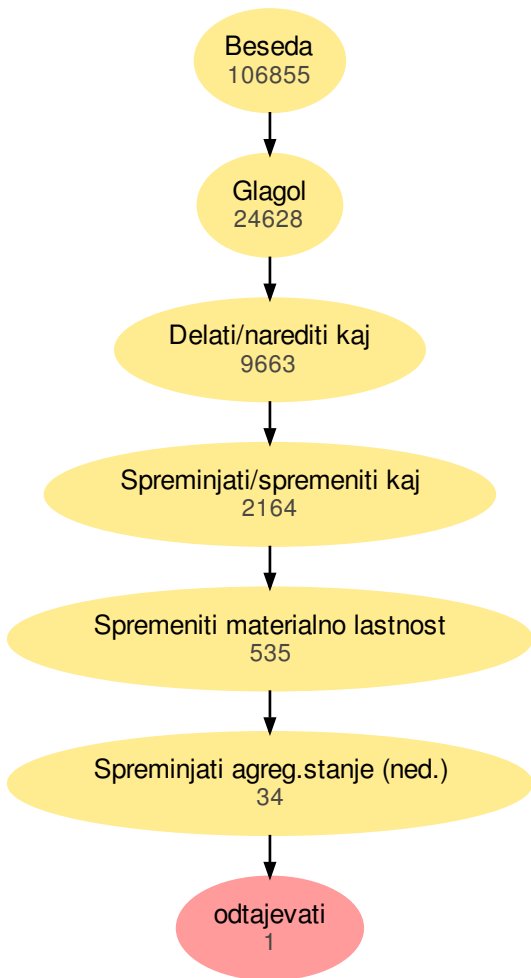 Beseda
106855
Glagol
24628
Delati/narediti kaj
9663
Spreminjati/spremeniti kaj
2164
Spremeniti materialno lastnost
535
Spreminjati agreg.stanje (ned.)
34
odtajevati
1